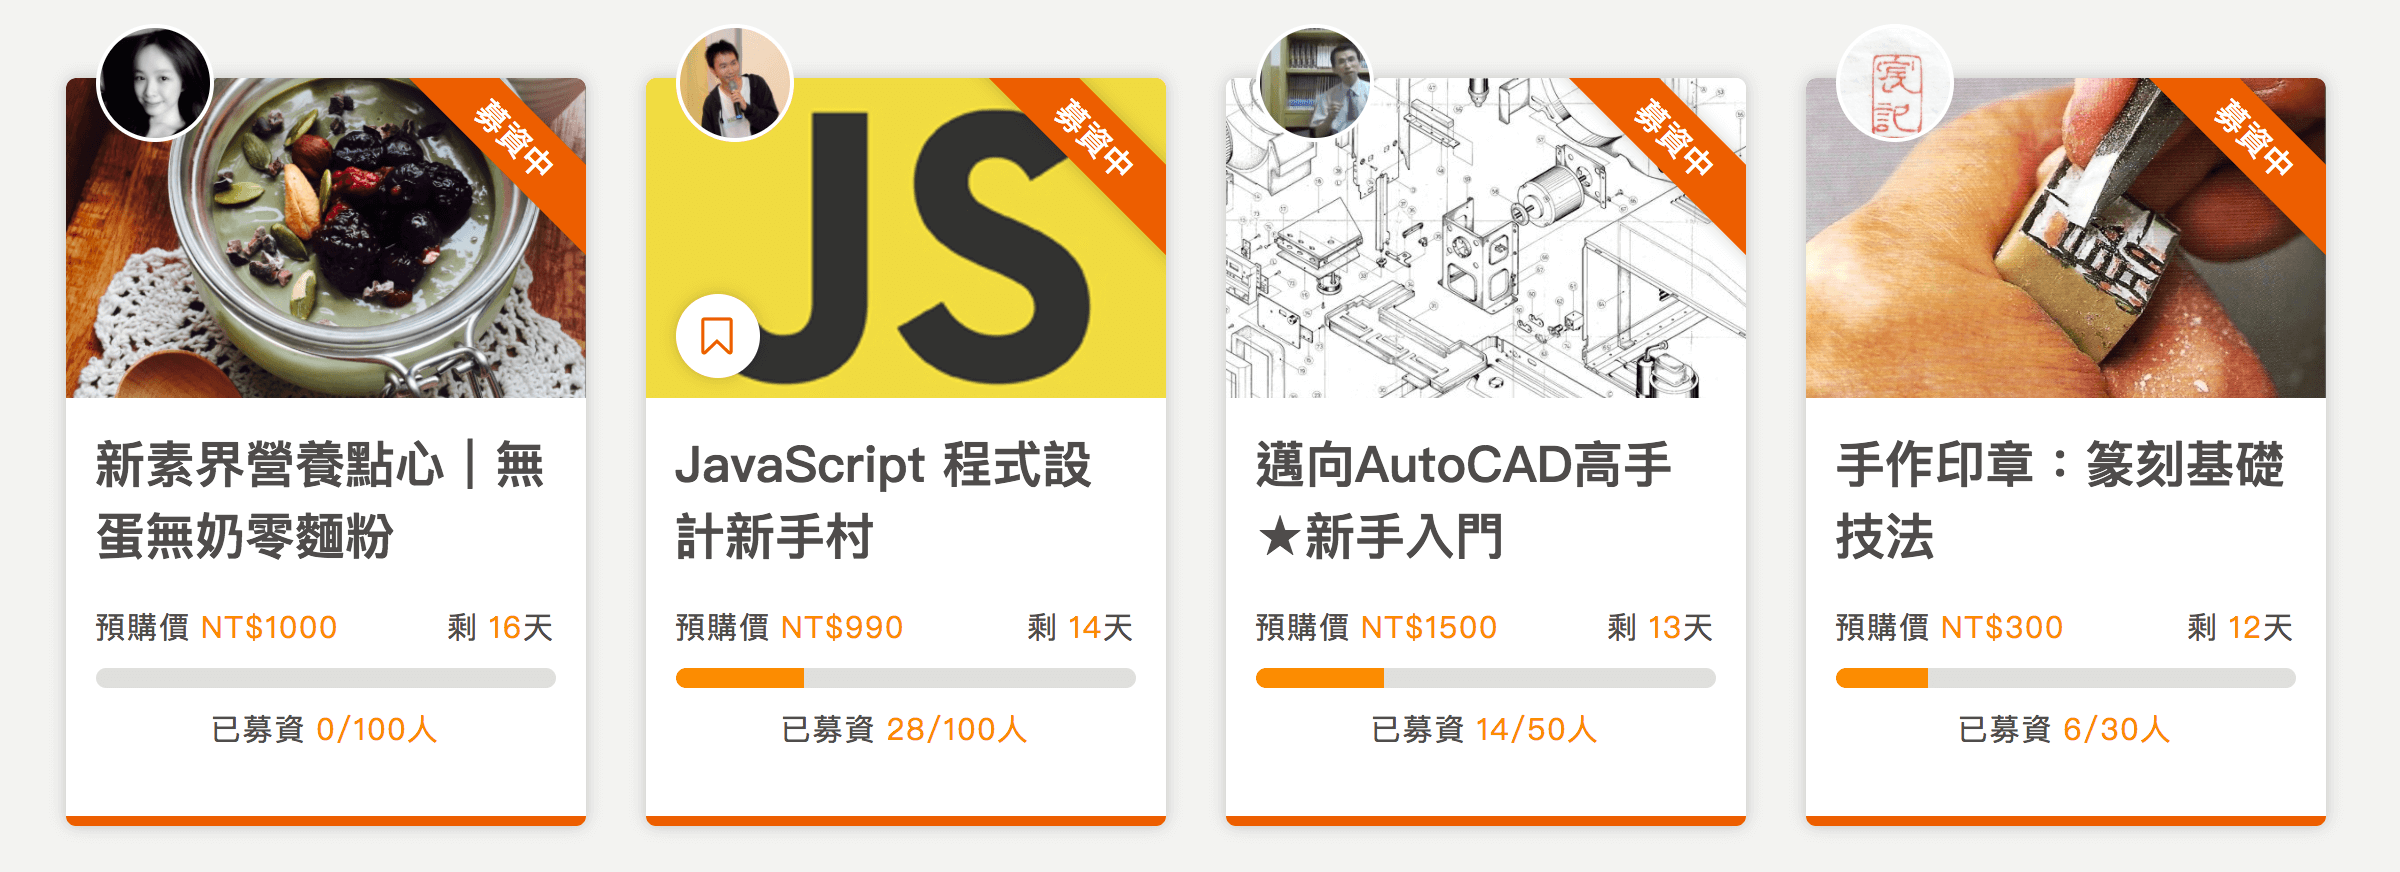 募資中
新素界營養點心｜無
蛋無奶零麵粉
預購價 NT$1000 剩 16天
已募資 0/100人
募資中
JS
JavaScript 程式設
計新手村
預購價 NT$990 剩 14天
已募資 28/100人
募資中
邁向AutoCAD高手
★新手入門
預購價 NT$1500 剩 13天
已募資 14/50人
募資中
手作印章：篆刻基礎
技法
預購價 NT$300 剩 12天
已募資 6/30人